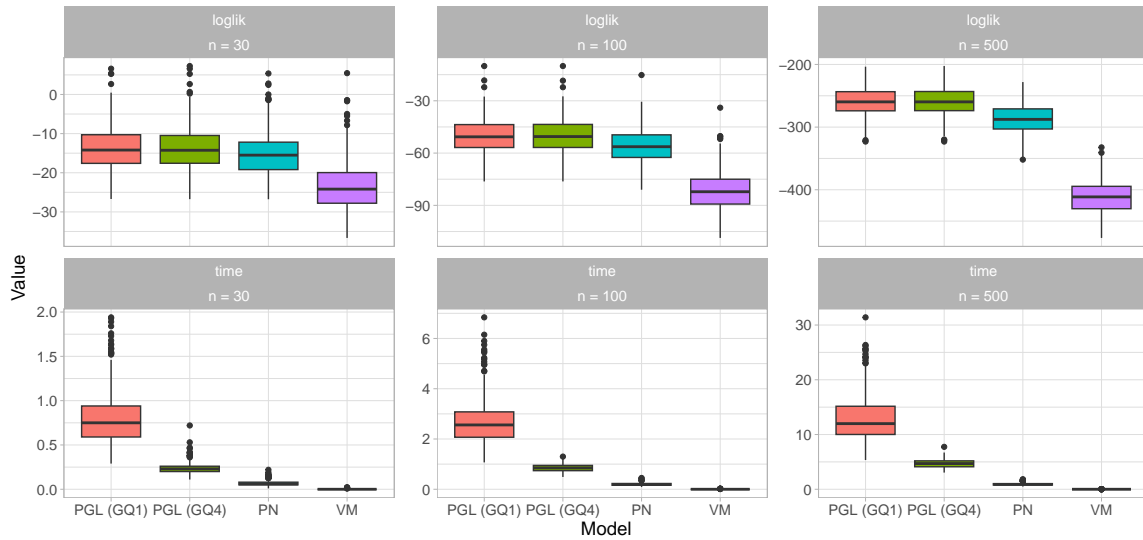 loglik
n = 30
loglik
n = 100
loglik
n = 500
0
−10
−20
−30
−30
−60
−90
−200
−300
−400
time
n = 30
time
n = 100
time
n = 500
2.0
1.5
1.0
0.5
0.0
6
4
2
0
30
20
10
0
PGL (GQ1) PGL (GQ4) PN VM
PGL (GQ1) PGL (GQ4) PN VM
PGL (GQ1) PGL (GQ4) PN VM
Model
Value